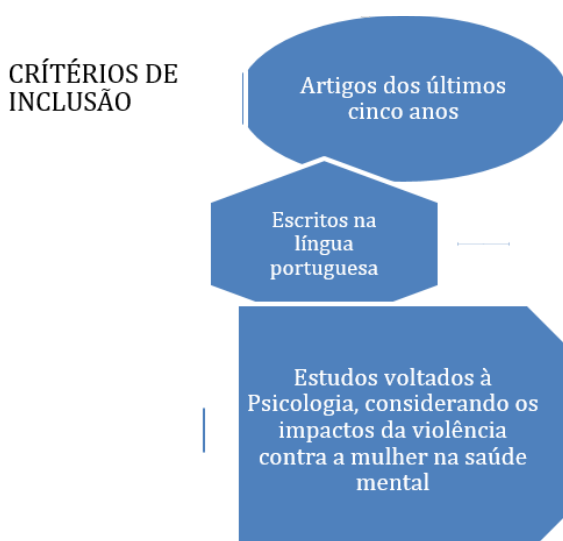 CRÍTÉRIOS DE
INCLUSÃO
Artigos dos últimos
cinco anos
Escritos na
língua
portuguesa
Estudos voltados à
Psicologia, considerando os
impactos da violência
contra a mulher na saúde
mental